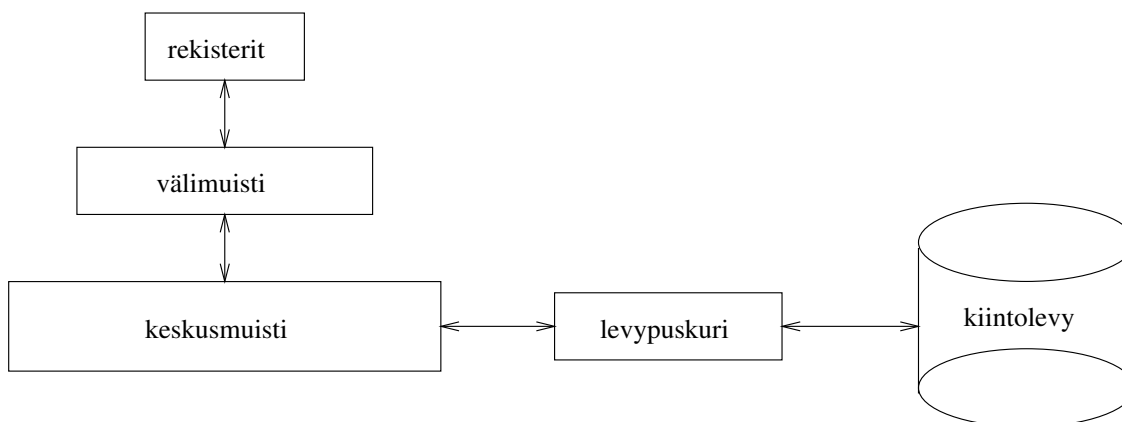 rekisterit
välimuisti
keskusmuisti
levypuskuri
kiintolevy